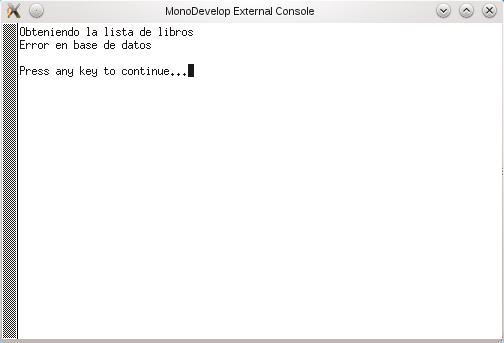 MonoDevelop External Console
Obteniendo la lista de libros
Error en base de datos
Press any key to continue...